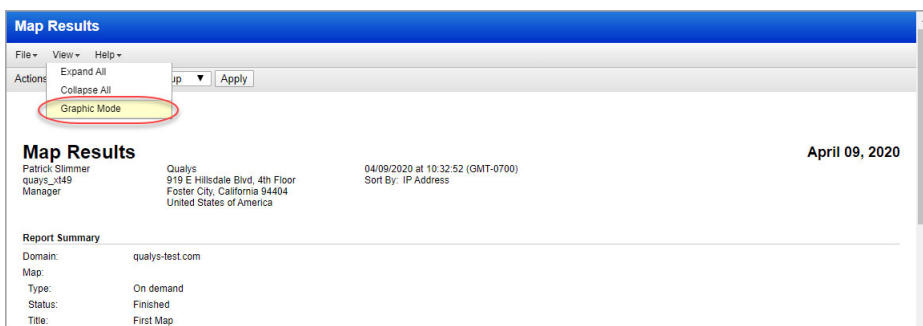 Map Results
File View Help
Actions up Apply
Expand All
Collapse All
Graphic Mode
Map Results April 09, 2020
Patrick Slimmer Qualys 04/09/2020 at 10:32:52 (GMT-0700)
quays_xt49 919 E Hillsdale Blvd, 4th Floor Sort By: IP Address
Manager Foster City, California 94404
United States of America
Report Summary
Domain: qualys-test.com
Map:
Type: On demand
Status: Finished
Title: First Map